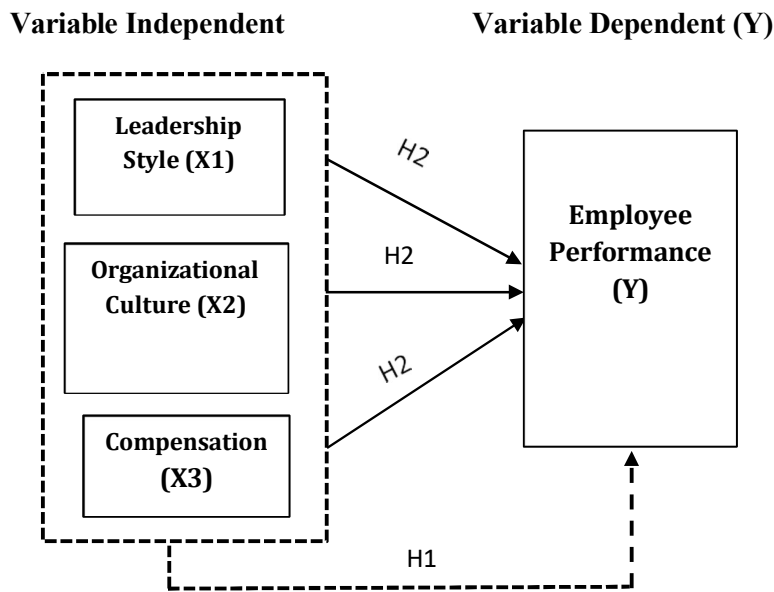 Variable Independent
Variable Dependent (Y)
Leadership
Style (X1)
H2
Employee
Performance
(Y)
Organizational
Culture (X2)
H2
H2
Compensation
(X3)
H1